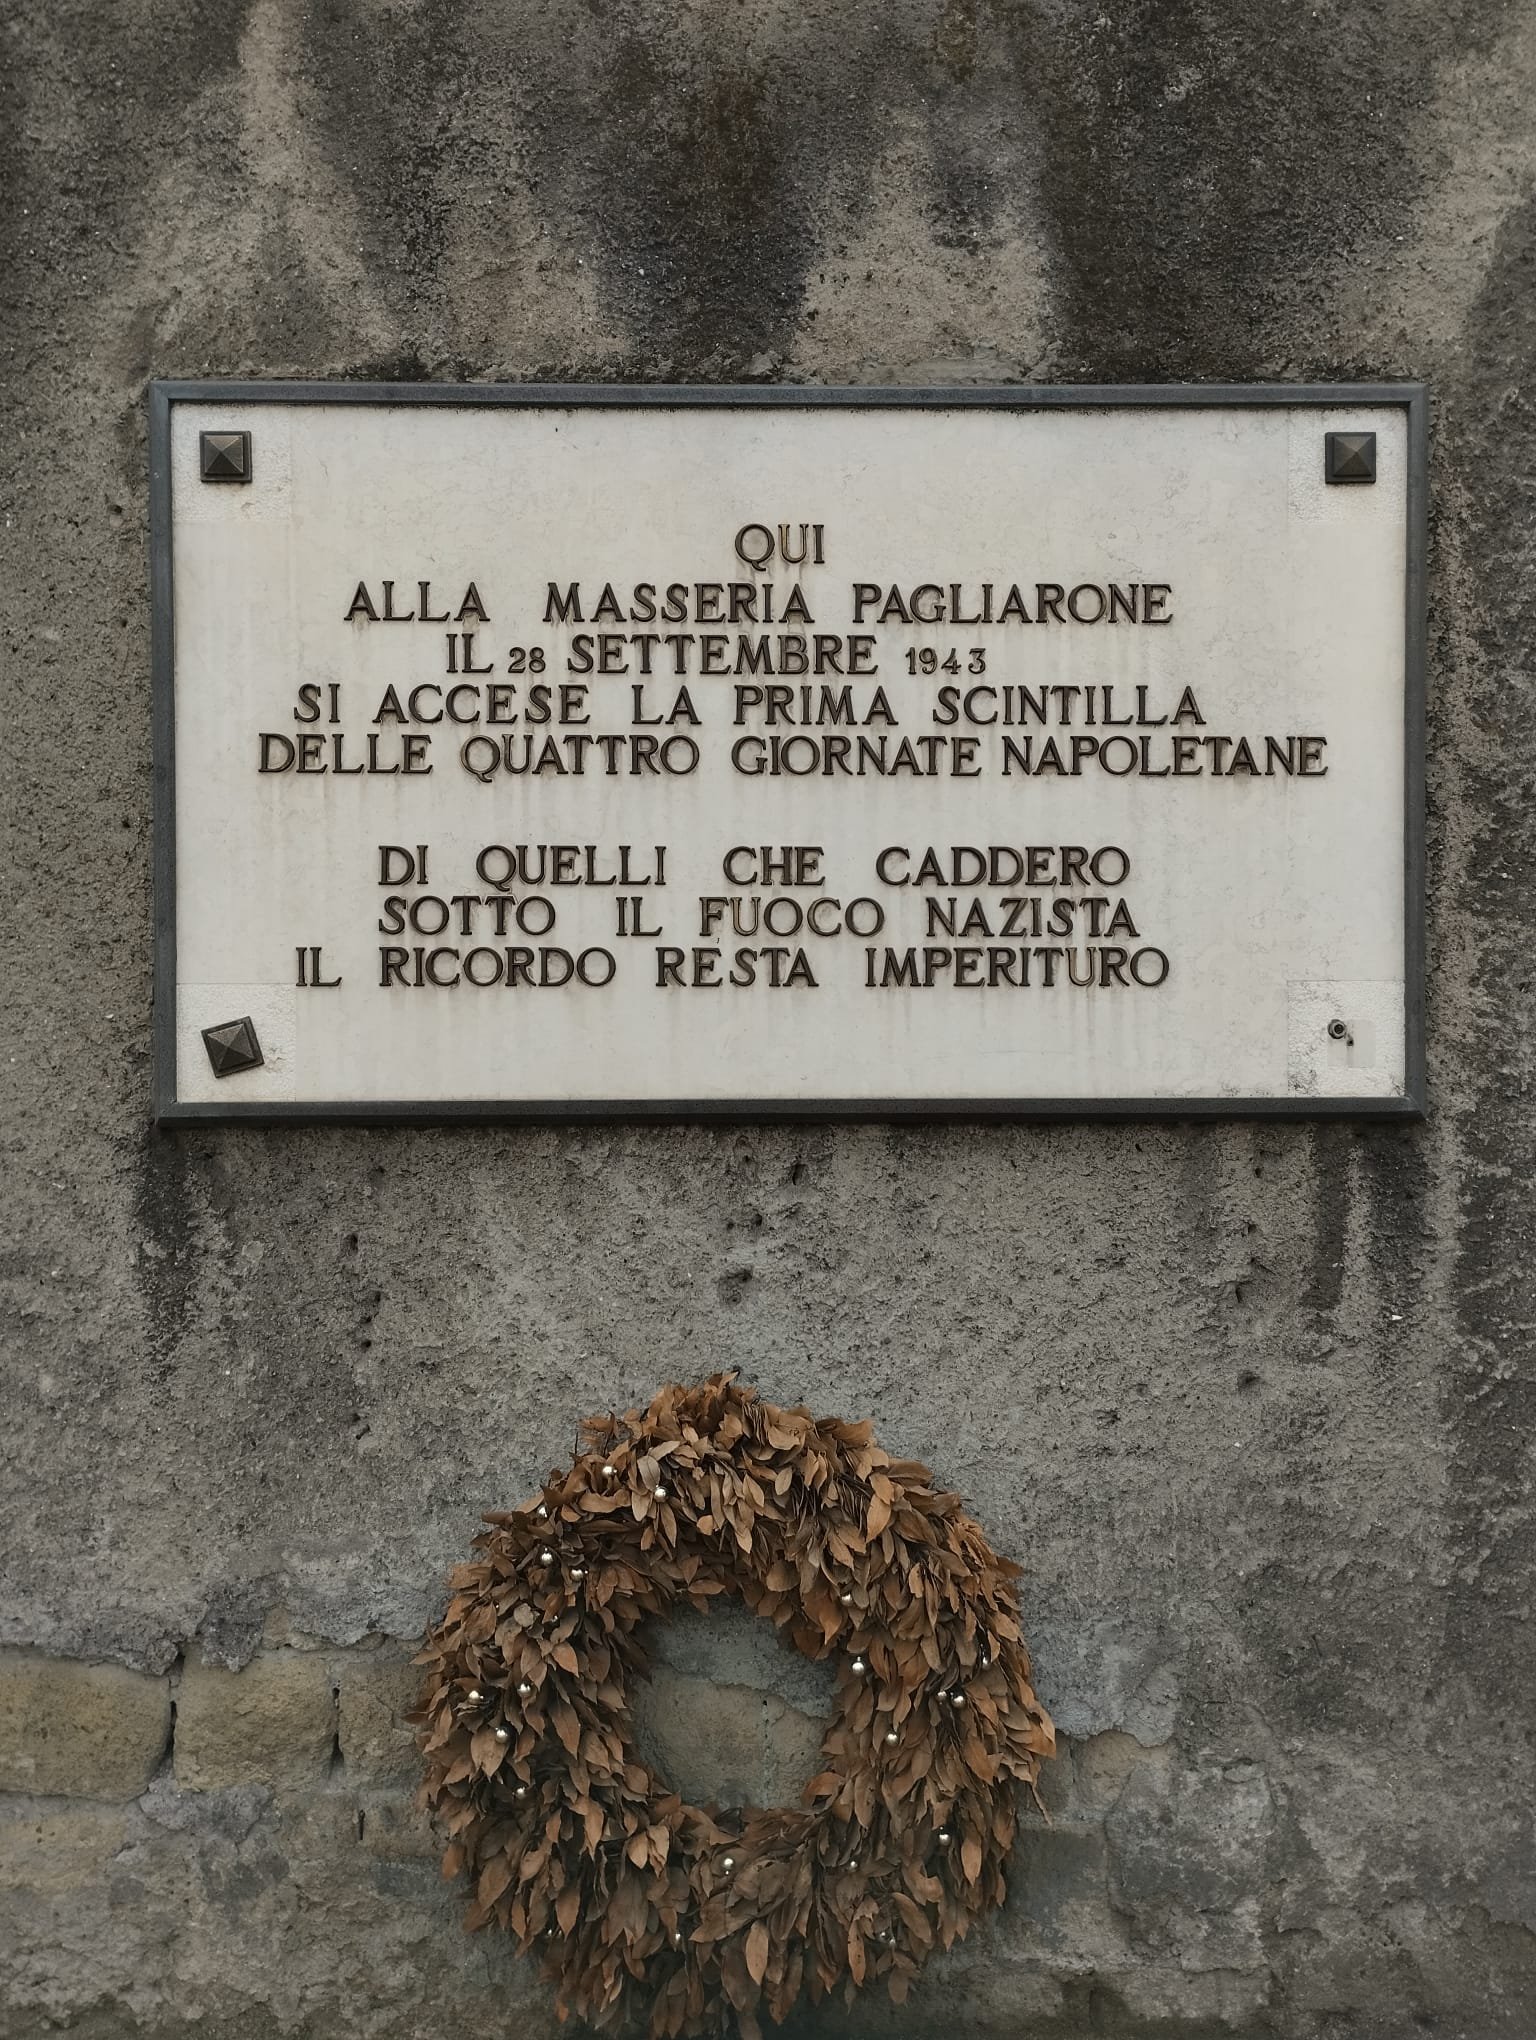 QUI
ALLA MASSERIA PAGLIARONE
IL 28 SETTEMBRE 1943
SI ACCESE LA PRIMA SCINTILLA
DELLE QUATTRO GIORNATE NAPOLETANE
DI QUELLI CHE CADDERO
SOTTO IL FUOCO NAZISTA
IL RICORDO RESTA IMPERITURO